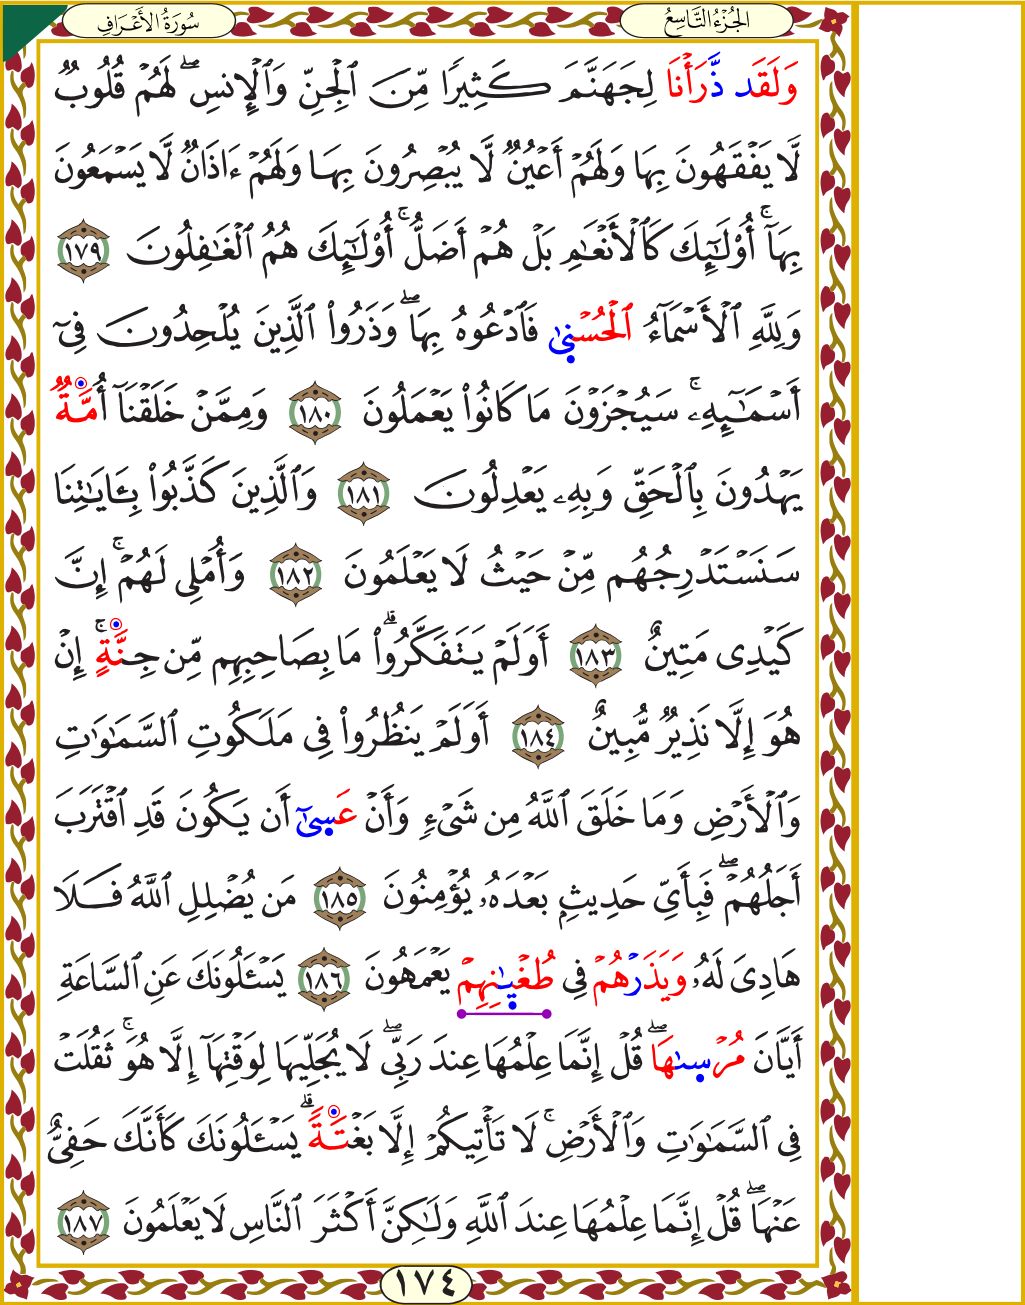 الجُزْءُ التَّاسِعُ
سُورَةُ الأَعْرَافِ
وَلَقَد ذَّرَأْنَا لِجَهَنَّمَ كَثِيرًا مِّنَ ٱلْجِنِّ وَٱلْإِنسِ ۖ لَهُمْ قُلُوبٌ
لَّا يَفْقَهُونَ بِهَا وَلَهُمْ أَعْيُنٌ لَّا يُبْصِرُونَ بِهَا وَلَهُمْ ءَاذَانٌ لَّا يَسْمَعُونَ
بِهَآ ۚ أُو۟لَٰٓئِكَ كَٱلْأَنْعَٰمِ بَلْ هُمْ أَضَلُّ ۚ أُو۟لَٰٓئِكَ هُمُ ٱلْغَٰفِلُونَ ١٧٩
وَلِلَّهِ ٱلْأَسْمَآءُ ٱلْحُسْنَىٰ فَٱدْعُوهُ بِهَا ۖ وَذَرُوا۟ ٱلَّذِينَ يُلْحِدُونَ فِىٓ
أَسْمَٰٓئِهِۦ ۚ سَيُجْزَوْنَ مَا كَانُوا۟ يَعْمَلُونَ ١٨٠ وَمِمَّنْ خَلَقْنَآ أُمَّةٌ
يَهْدُونَ بِٱلْحَقِّ وَبِهِۦ يَعْدِلُونَ ١٨١ وَٱلَّذِينَ كَذَّبُوا۟ بِـَٔايَٰتِنَا
سَنَسْتَدْرِجُهُم مِّنْ حَيْثُ لَا يَعْلَمُونَ ١٨٢ وَأُمْلِى لَهُمْ ۚ إِنَّ
كَيْدِى مَتِينٌ ١٨٣ أَوَلَمْ يَتَفَكَّرُوا۟ ۗ مَا بِصَاحِبِهِم مِّن جِنَّةٍ ۚ إِنْ
هُوَ إِلَّا نَذِيرٌ مُّبِينٌ ١٨٤ أَوَلَمْ يَنظُرُوا۟ فِى مَلَكُوتِ ٱلسَّمَٰوَٰتِ
وَٱلْأَرْضِ وَمَا خَلَقَ ٱللَّهُ مِن شَىْءٍ وَأَنْ عَسَىٰٓ أَن يَكُونَ قَدِ ٱقْتَرَبَ
أَجَلُهُمْ ۖ فَبِأَىِّ حَدِيثٍ بَعْدَهُۥ يُؤْمِنُونَ ١٨٥ مَن يُضْلِلِ ٱللَّهُ فَلَا
هَادِىَ لَهُۥ وَيَذَرْهُمْ فِى طُغْيَٰنِهِمْ يَعْمَهُونَ ١٨٦ يَسْـَٔلُونَكَ عَنِ ٱلسَّاعَةِ
أَيَّانَ مُرْسَىٰهَا ۖ قُلْ إِنَّمَا عِلْمُهَا عِندَ رَبِّى ۖ لَا يُجَلِّيهَا لِوَقْتِهَآ إِلَّا هُوَ ۚ ثَقُلَتْ
فِى ٱلسَّمَٰوَٰتِ وَٱلْأَرْضِ ۚ لَا تَأْتِيكُمْ إِلَّا بَغْتَةً ۗ يَسْـَٔلُونَكَ كَأَنَّكَ حَفِىٌّ
عَنْهَا ۖ قُلْ إِنَّمَا عِلْمُهَا عِندَ ٱللَّهِ وَلَٰكِنَّ أَكْثَرَ ٱلنَّاسِ لَا يَعْلَمُونَ ١٨٧
١٧٤